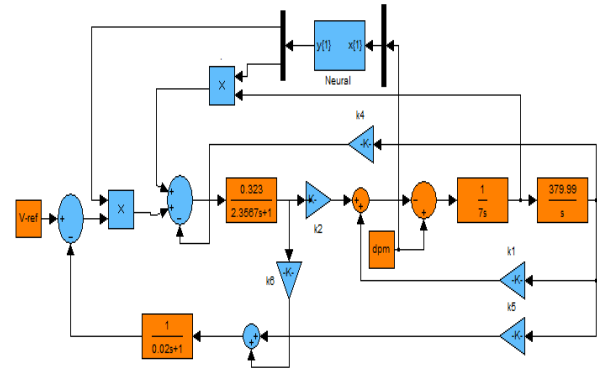 y{1} x{1}
Neural
X
k4
-K-
V-ref
+
+
-
X
+
+
-
0.323
2.3567s+1
-K-
k2
+
+
-
+
1
7s
379.99
s
dpm
k1
-K-
k6
-K-
k5
-K-
1
0.02s+1
+
+